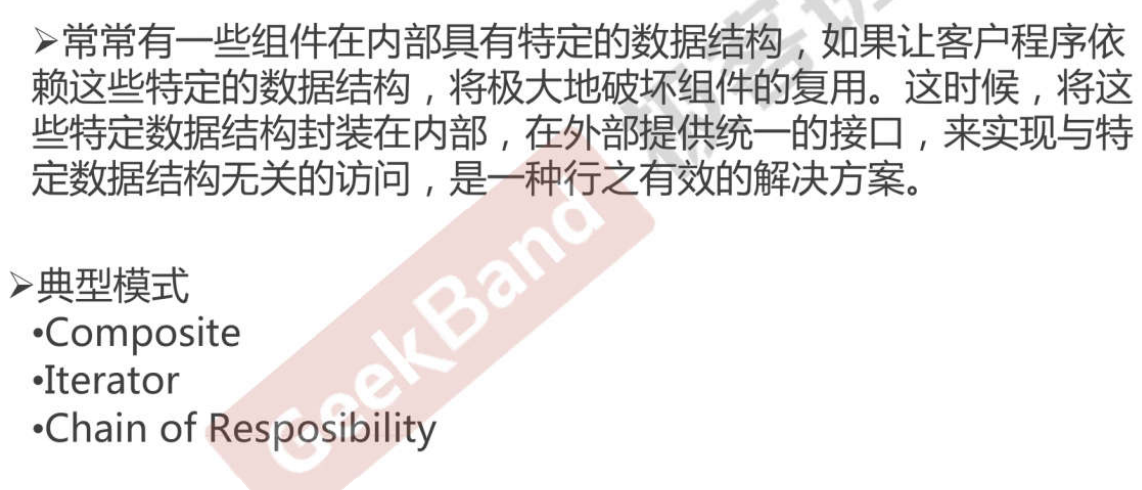 ➢常常有一些组件在内部具有特定的数据结构，如果让客户程序依
赖这些特定的数据结构，将极大地破坏组件的复用。这时候，将这
些特定数据结构封装在内部，在外部提供统一的接口，来实现与特
定数据结构无关的访问，是一种行之有效的解决方案。
➢典型模式
•Composite
•Iterator
•Chain of Resposibility
GeekBand